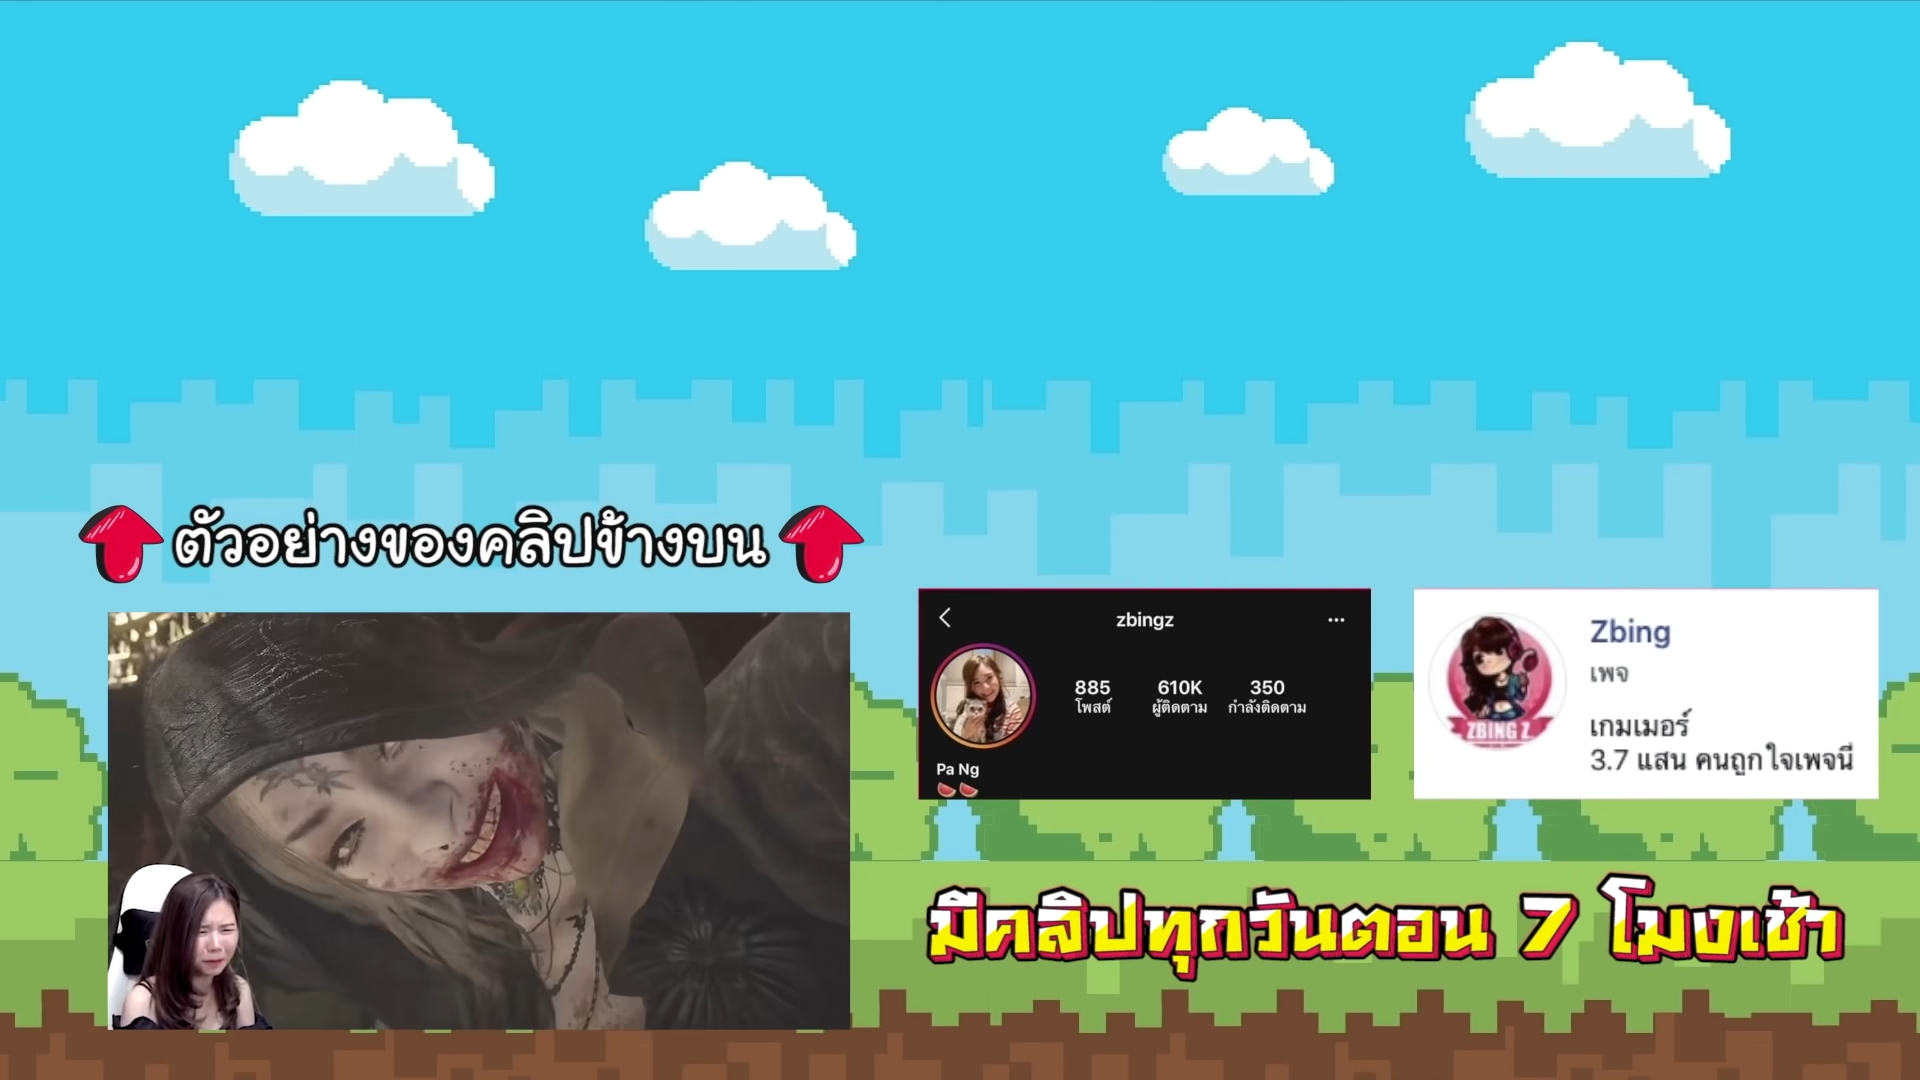 ตัวอย่างของคลิปข้างบน
zbingz
885
โพสต์
610K
ผู้ติดตาม
350
กำลังติดตาม
Pa Ng
Zbing
เพจ
ZBING Z.
เกมเมอร์
3.7 แสน คนถูกใจเพจนี้
มีคลิปทุกวันตอน 7 โมงเช้า